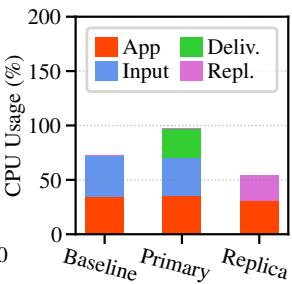 200
150
100
50
0
CPU Usage (%)
App
Deliv.
Input
Repl.
Baseline
Primary
Replica
0